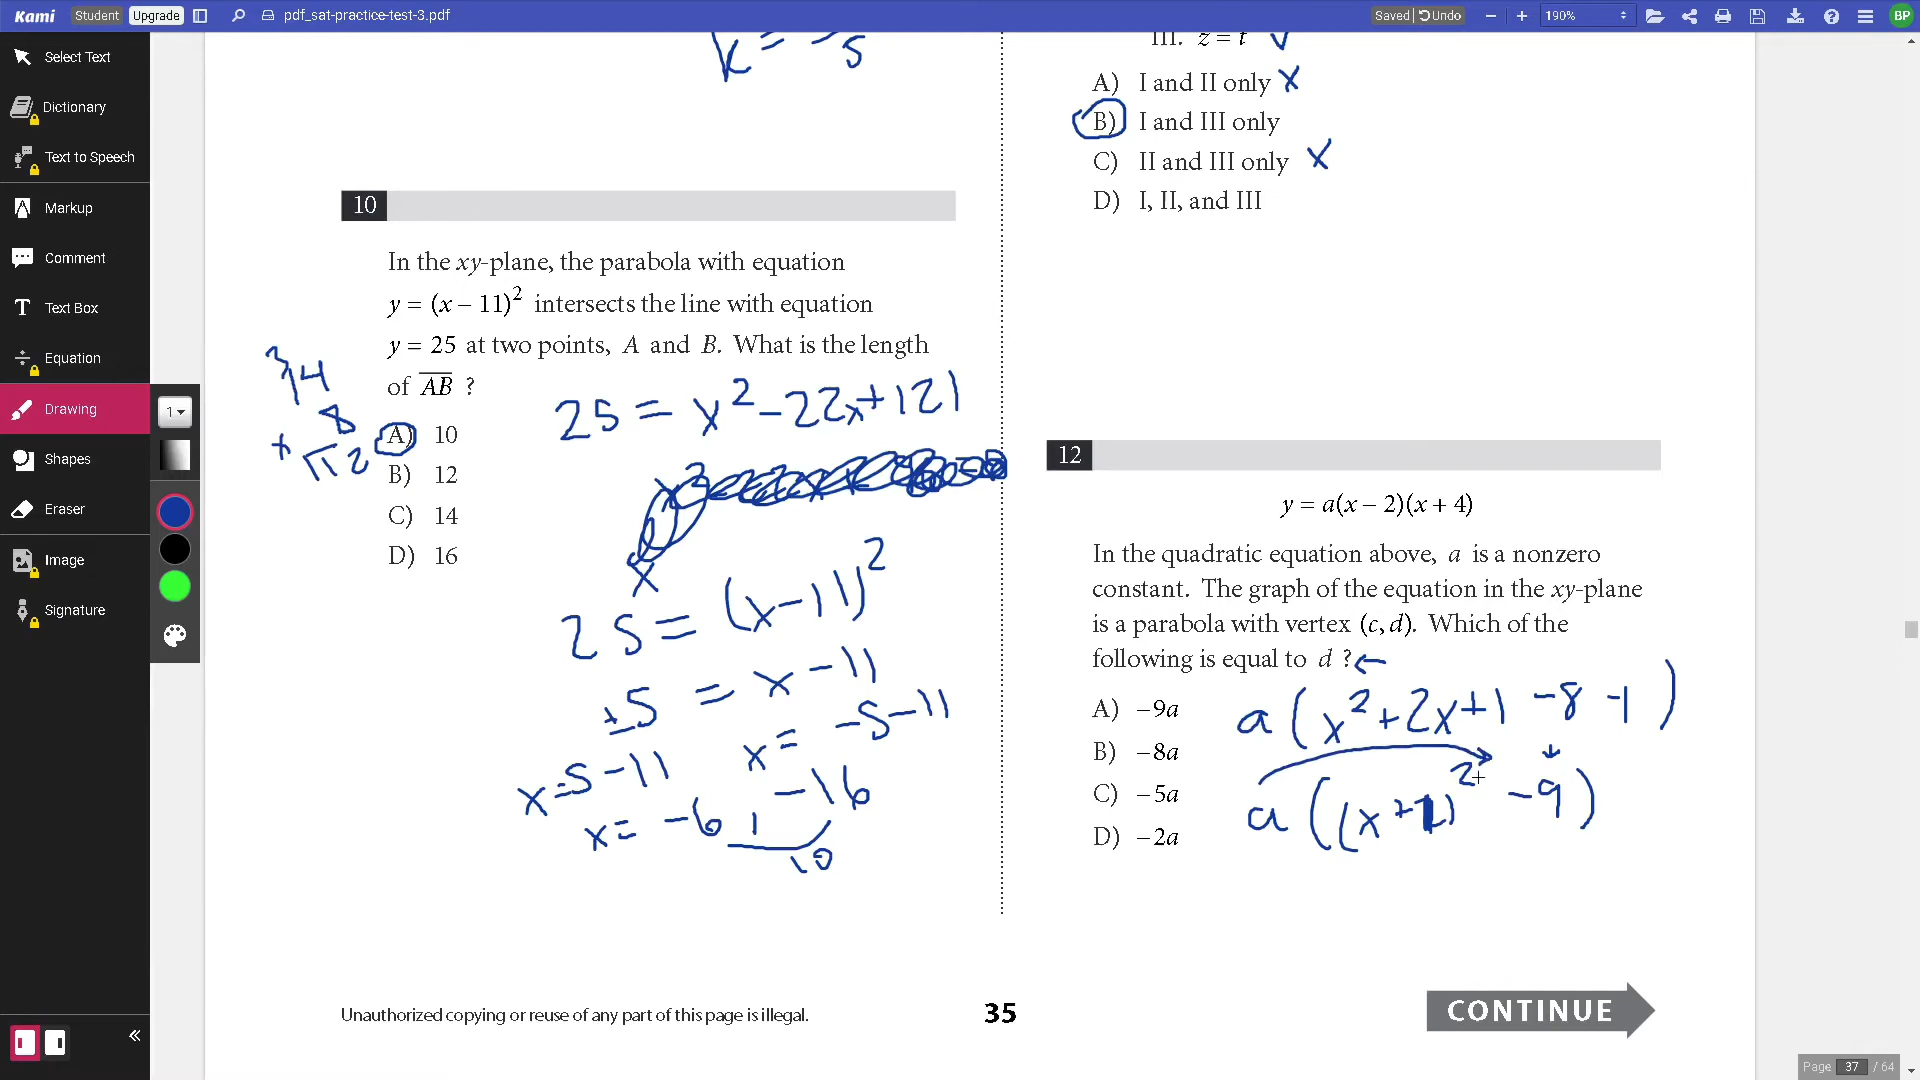 Kami Student Upgrade pdf_sat-practice-test-3.pdf Saved Undo 190% BP
Select Text
Dictionary
Text to Speech
Markup
Comment
Text Box
Equation
Drawing
Shapes
Eraser
Image
Signature
1
k = 5
10
In the xy-plane, the parabola with equation
y = (x − 11)² intersects the line with equation
y = 25 at two points, A and B. What is the length
of AB ?
A) 10
B) 12
C) 14
D) 16
25 = x² − 22x + 121
x
25 = (x − 11)²
±5 = x − 11
x = 5 − 11
x = −5 − 11
x = −6
−16
10
8
+
III. z = t
A) I and II only x
B) I and III only
C) II and III only x
D) I, II, and III
12
y = a(x − 2)(x + 4)
In the quadratic equation above, a is a nonzero
constant. The graph of the equation in the xy-plane
is a parabola with vertex (c, d). Which of the
following is equal to d ? ←
A) −9a
B) −8a
C) −5a
D) −2a
a (x² + 2x + 1 − 8 − 1)
a ((x + 1)² − 9)
Unauthorized copying or reuse of any part of this page is illegal.
35
CONTINUE
Page 37 / 64